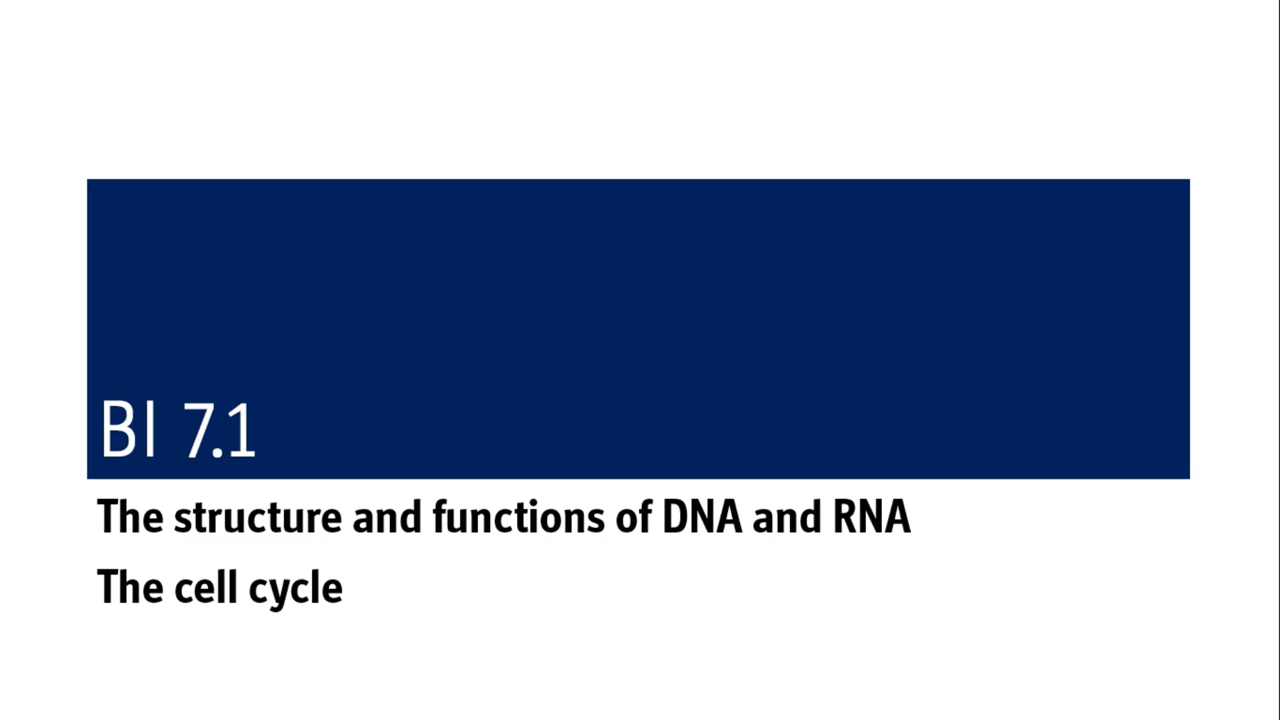 BI 7.1
The structure and functions of DNA and RNA
The cell cycle